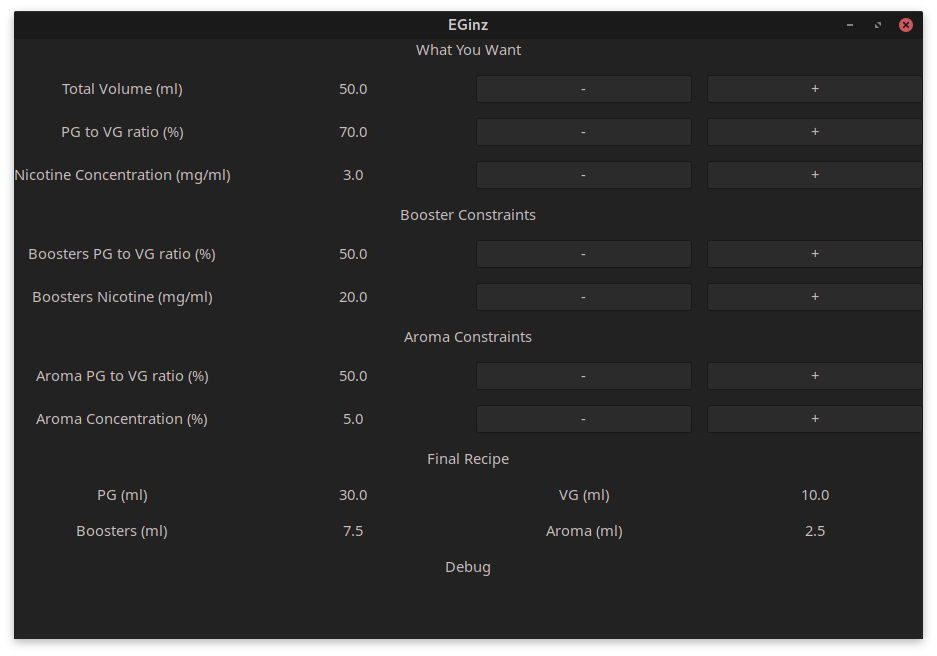 EGinz
What You Want
Total Volume (ml) 50.0 - +
PG to VG ratio (%) 70.0 - +
Nicotine Concentration (mg/ml) 3.0 - +
Booster Constraints
Boosters PG to VG ratio (%) 50.0 - +
Boosters Nicotine (mg/ml) 20.0 - +
Aroma Constraints
Aroma PG to VG ratio (%) 50.0 - +
Aroma Concentration (%) 5.0 - +
Final Recipe
PG (ml) 30.0 VG (ml) 10.0
Boosters (ml) 7.5 Aroma (ml) 2.5
Debug